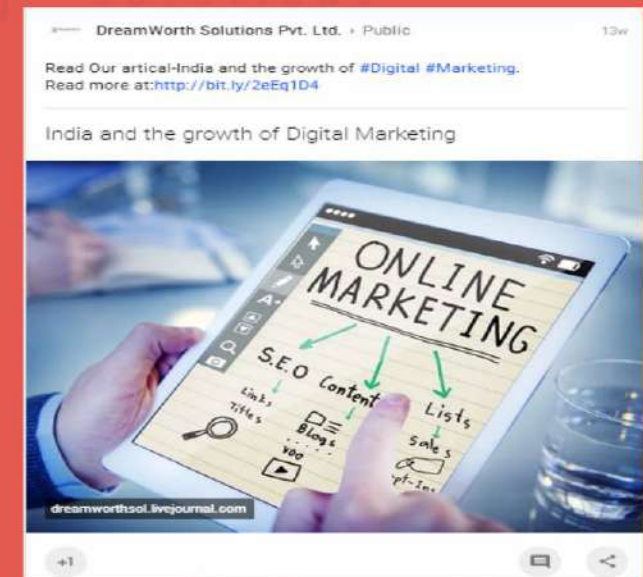 DreamWorth Solutions Pvt. Ltd. › Public
13w
Read Our artical-India and the growth of #Digital #Marketing.
Read more at:http://bit.ly/2eEq1D4
India and the growth of Digital Marketing
ONLINE
MARKETING
S.E.O Content Lists
Links
Titles
Blogs
Sales
dreamworthsol.livejournal.com
+1